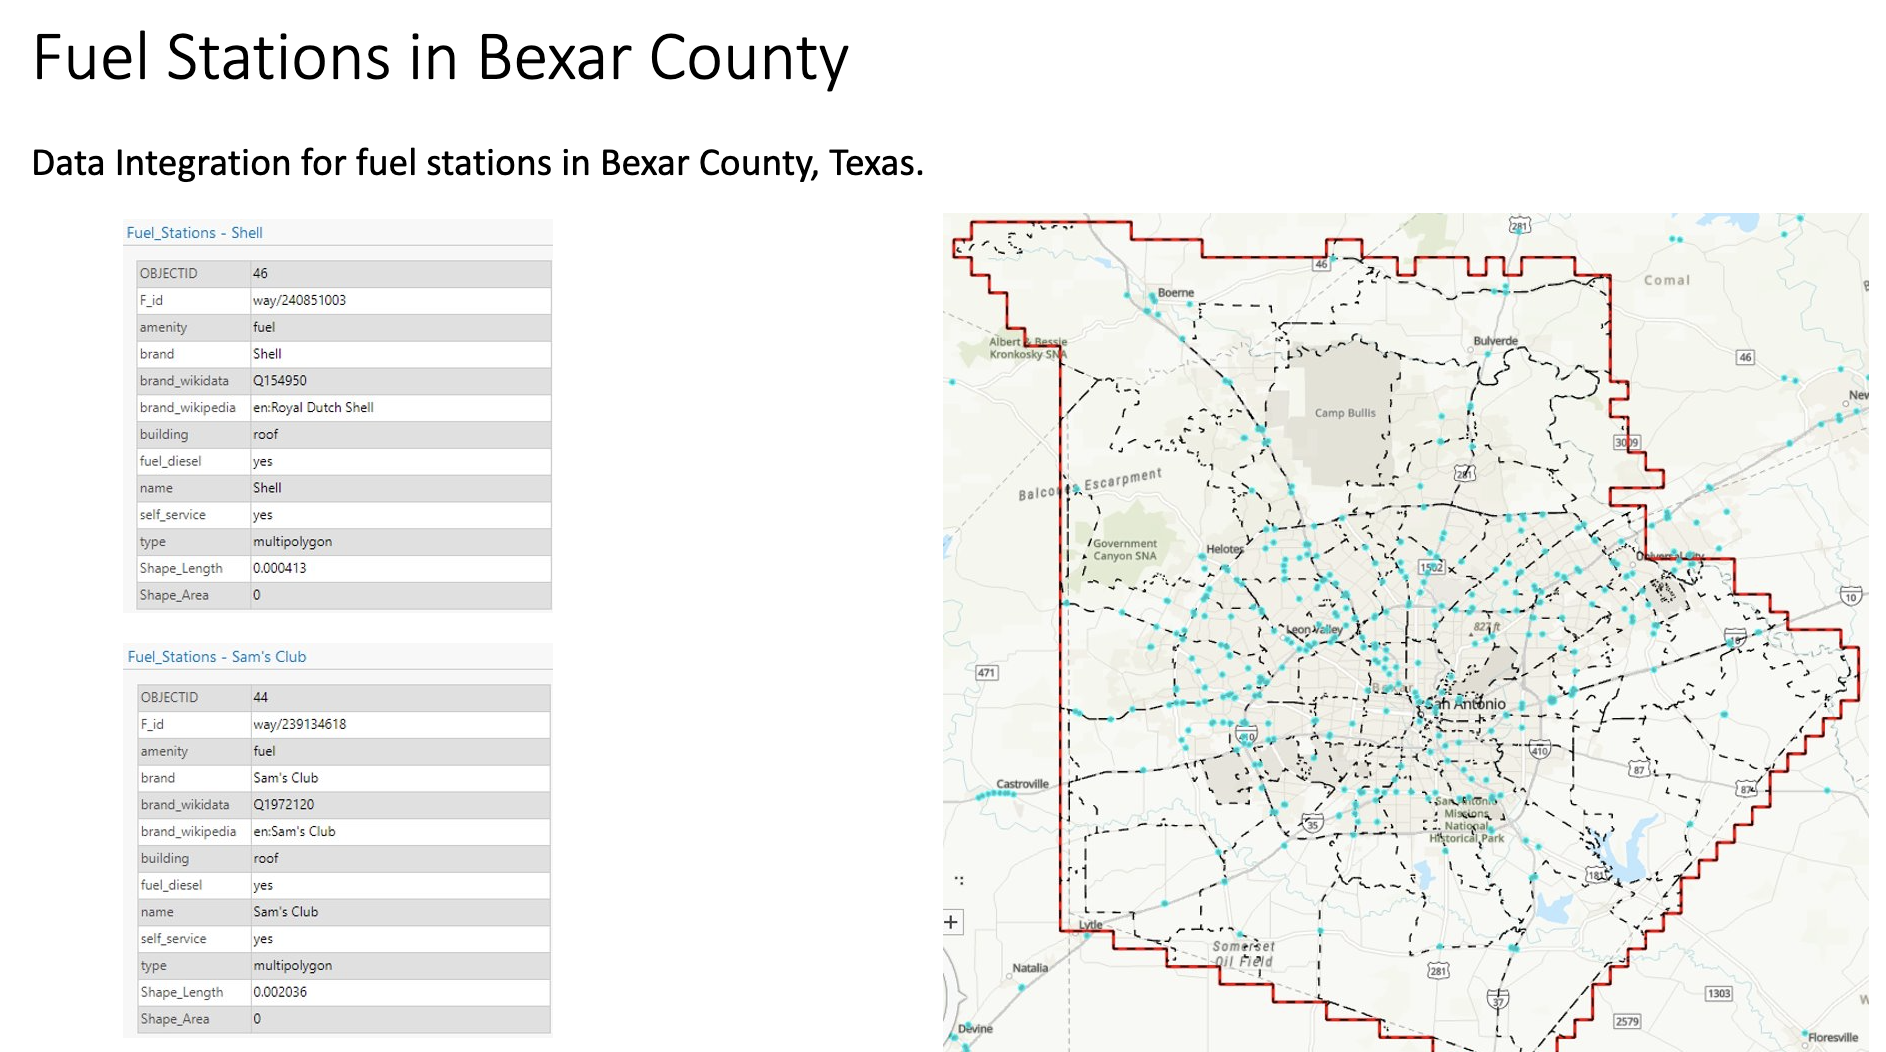 Fuel Stations in Bexar County
Data Integration for fuel stations in Bexar County, Texas.
Fuel_Stations - Shell
OBJECTID 46
F_id way/240851003
amenity fuel
brand Shell
brand_wikidata Q154950
brand_wikipedia en:Royal Dutch Shell
building roof
fuel_diesel yes
name Shell
self_service yes
type multipolygon
Shape_Length 0.000413
Shape_Area 0
Fuel_Stations - Sam's Club
OBJECTID 44
F_id way/239134618
amenity fuel
brand Sam's Club
brand_wikidata Q1972120
brand_wikipedia en:Sam's Club
building roof
fuel_diesel yes
name Sam's Club
self_service yes
type multipolygon
Shape_Length 0.002036
Shape_Area 0
281
46
Comal
Boerne
Albert & Bessie
Kronkosky SNA
Bulverde
46
New
Camp Bullis
3009
281
Balcones Escarpment
Government
Canyon SNA
Helotes
Universal City
1502
10
Leon Valley
827 ft
10
471
Bexar
San Antonio
410
410
87
Castroville
87
San Antonio
Missions
National
Historical Park
35
181
+
Lytle
Somerset
Oil Field
Natalia
281
37
1303
2579
Devine
Floresville